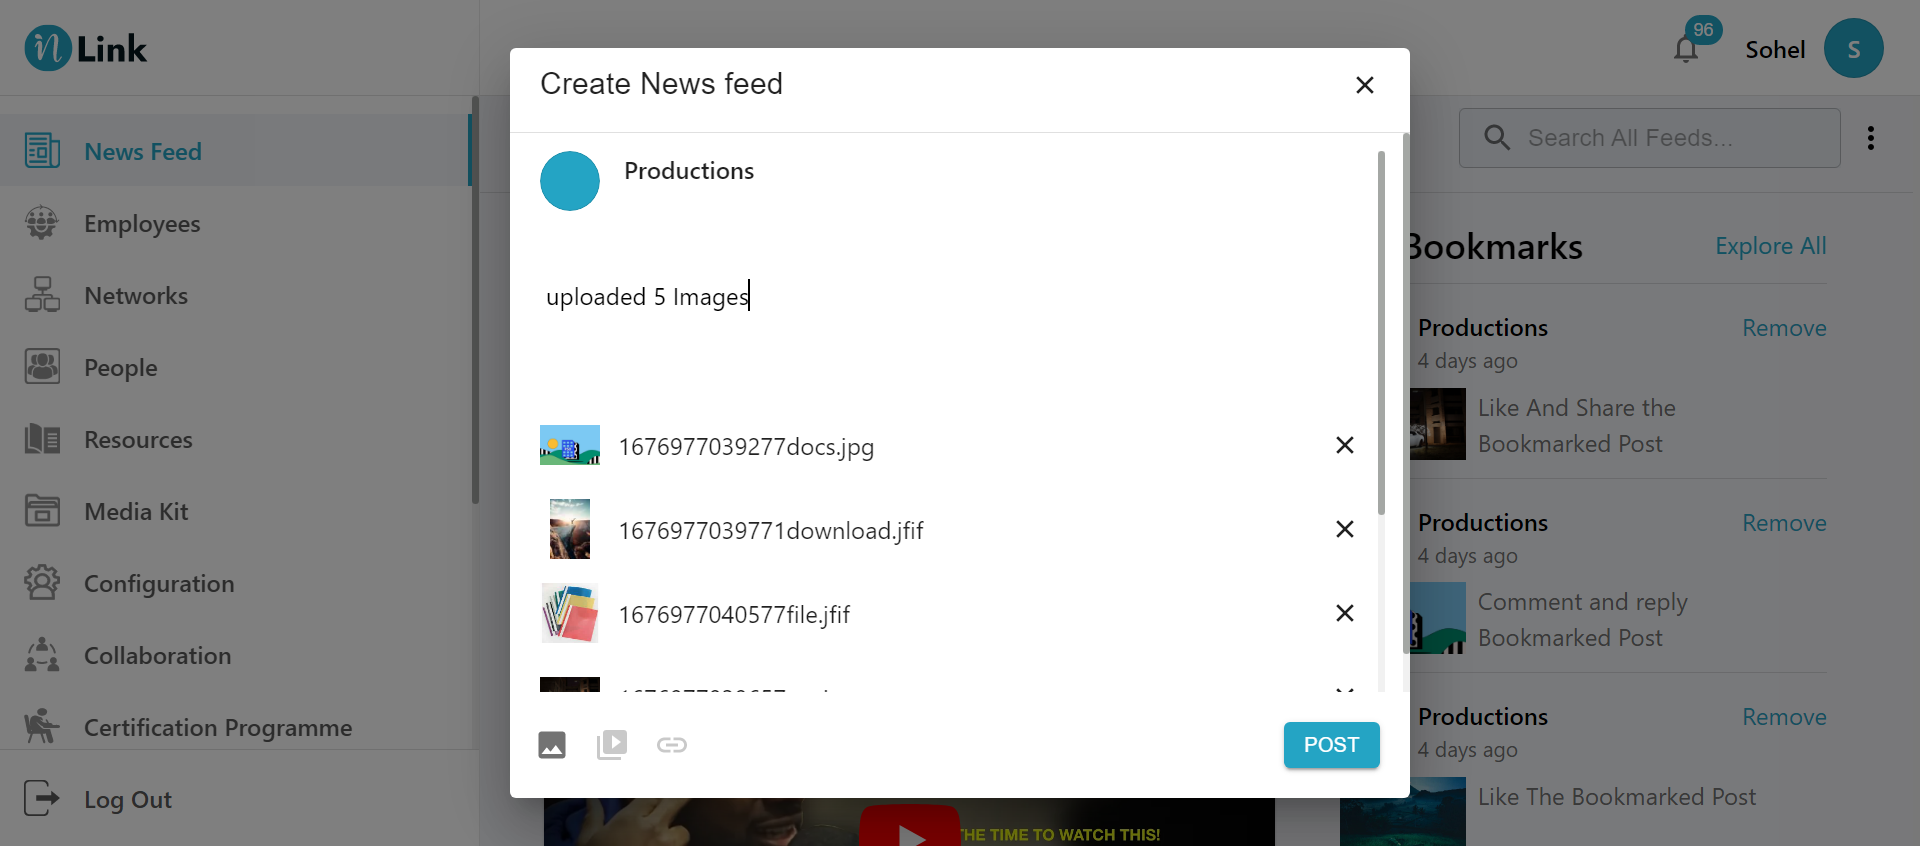 Link
96
Sohel
S
Create News feed
News Feed
Employees
Networks
People
Resources
Media Kit
Configuration
Collaboration
Certification Programme
Log Out
Productions
uploaded 5 Images
1676977039277docs.jpg
1676977039771download.jfif
1676977040577file.jfif
POST
THE TIME TO WATCH THIS!
Search All Feeds...
Bookmarks
Explore All
Productions
Remove
4 days ago
Like And Share the
Bookmarked Post
Productions
Remove
4 days ago
Comment and reply
Bookmarked Post
Productions
Remove
4 days ago
Like The Bookmarked Post